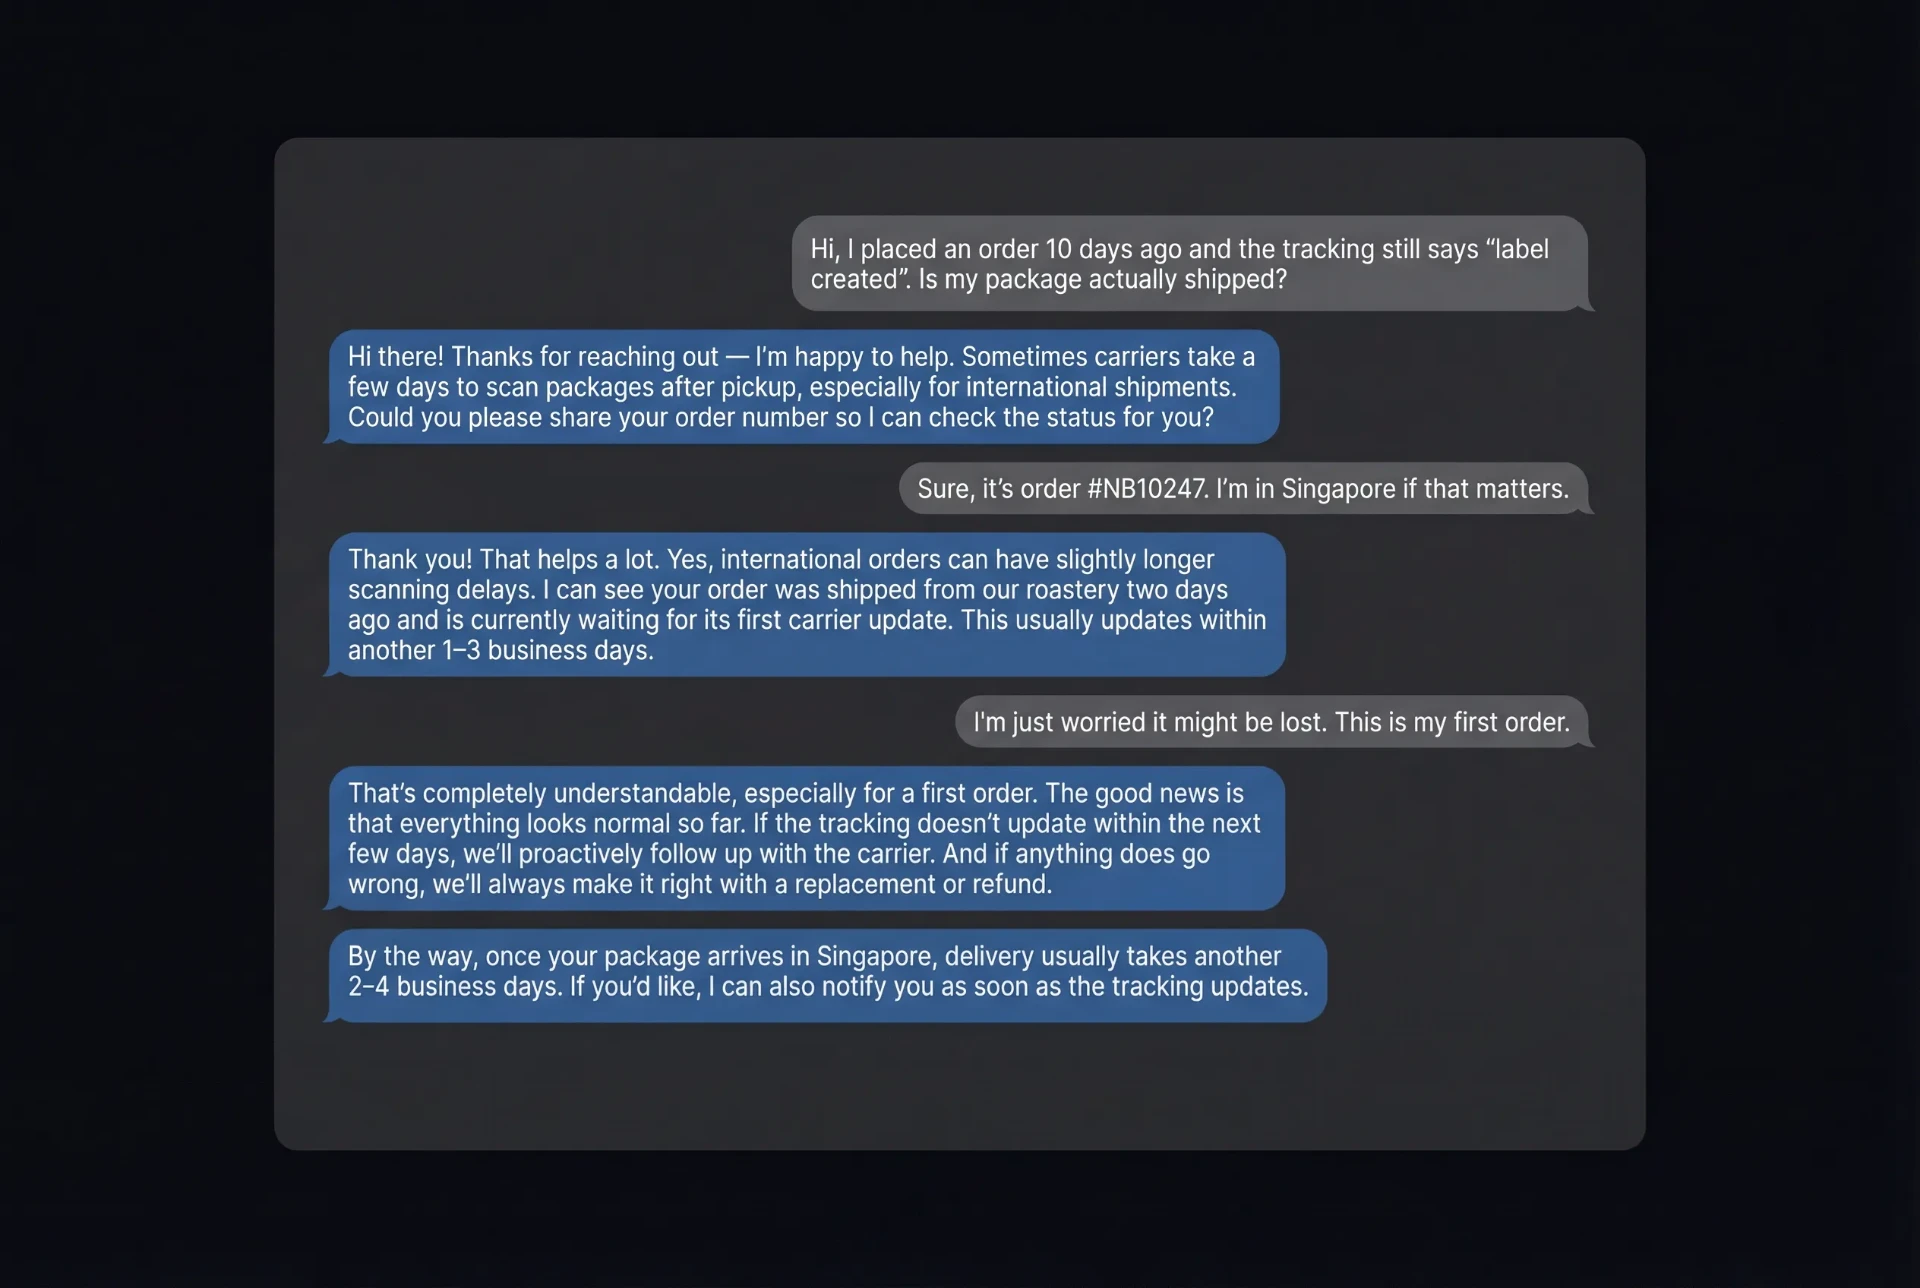 Hi, I placed an order 10 days ago and the tracking still says “label
created”. Is my package actually shipped?
Hi there! Thanks for reaching out — I’m happy to help. Sometimes carriers take a
few days to scan packages after pickup, especially for international shipments.
Could you please share your order number so I can check the status for you?
Sure, it’s order #NB10247. I’m in Singapore if that matters.
Thank you! That helps a lot. Yes, international orders can have slightly longer
scanning delays. I can see your order was shipped from our roastery two days
ago and is currently waiting for its first carrier update. This usually updates within
another 1–3 business days.
I'm just worried it might be lost. This is my first order.
That’s completely understandable, especially for a first order. The good news is
that everything looks normal so far. If the tracking doesn’t update within the next
few days, we’ll proactively follow up with the carrier. And if anything does go
wrong, we’ll always make it right with a replacement or refund.
By the way, once your package arrives in Singapore, delivery usually takes another
2–4 business days. If you’d like, I can also notify you as soon as the tracking updates.